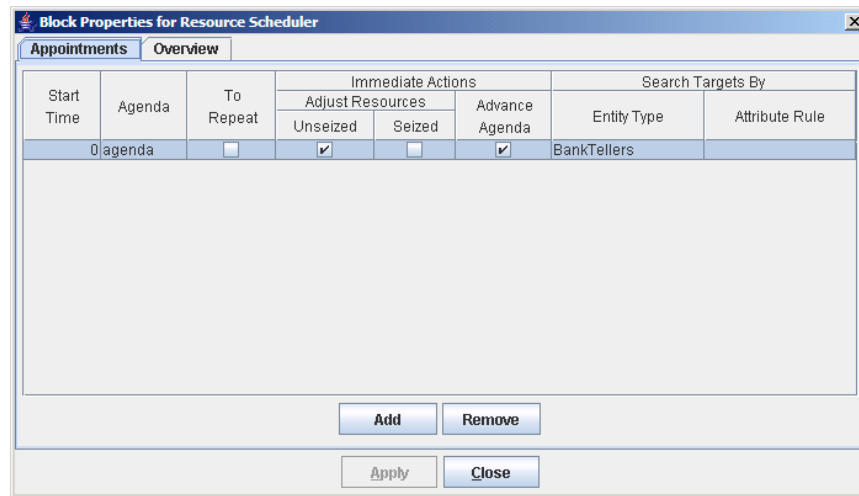 Block Properties for Resource Scheduler
Appointments Overview
Immediate Actions Search Targets By
Start Time Agenda To Repeat Adjust Resources Advance Agenda Entity Type Attribute Rule
Unseized Seized
0 agenda BankTellers
Add Remove
Apply Close